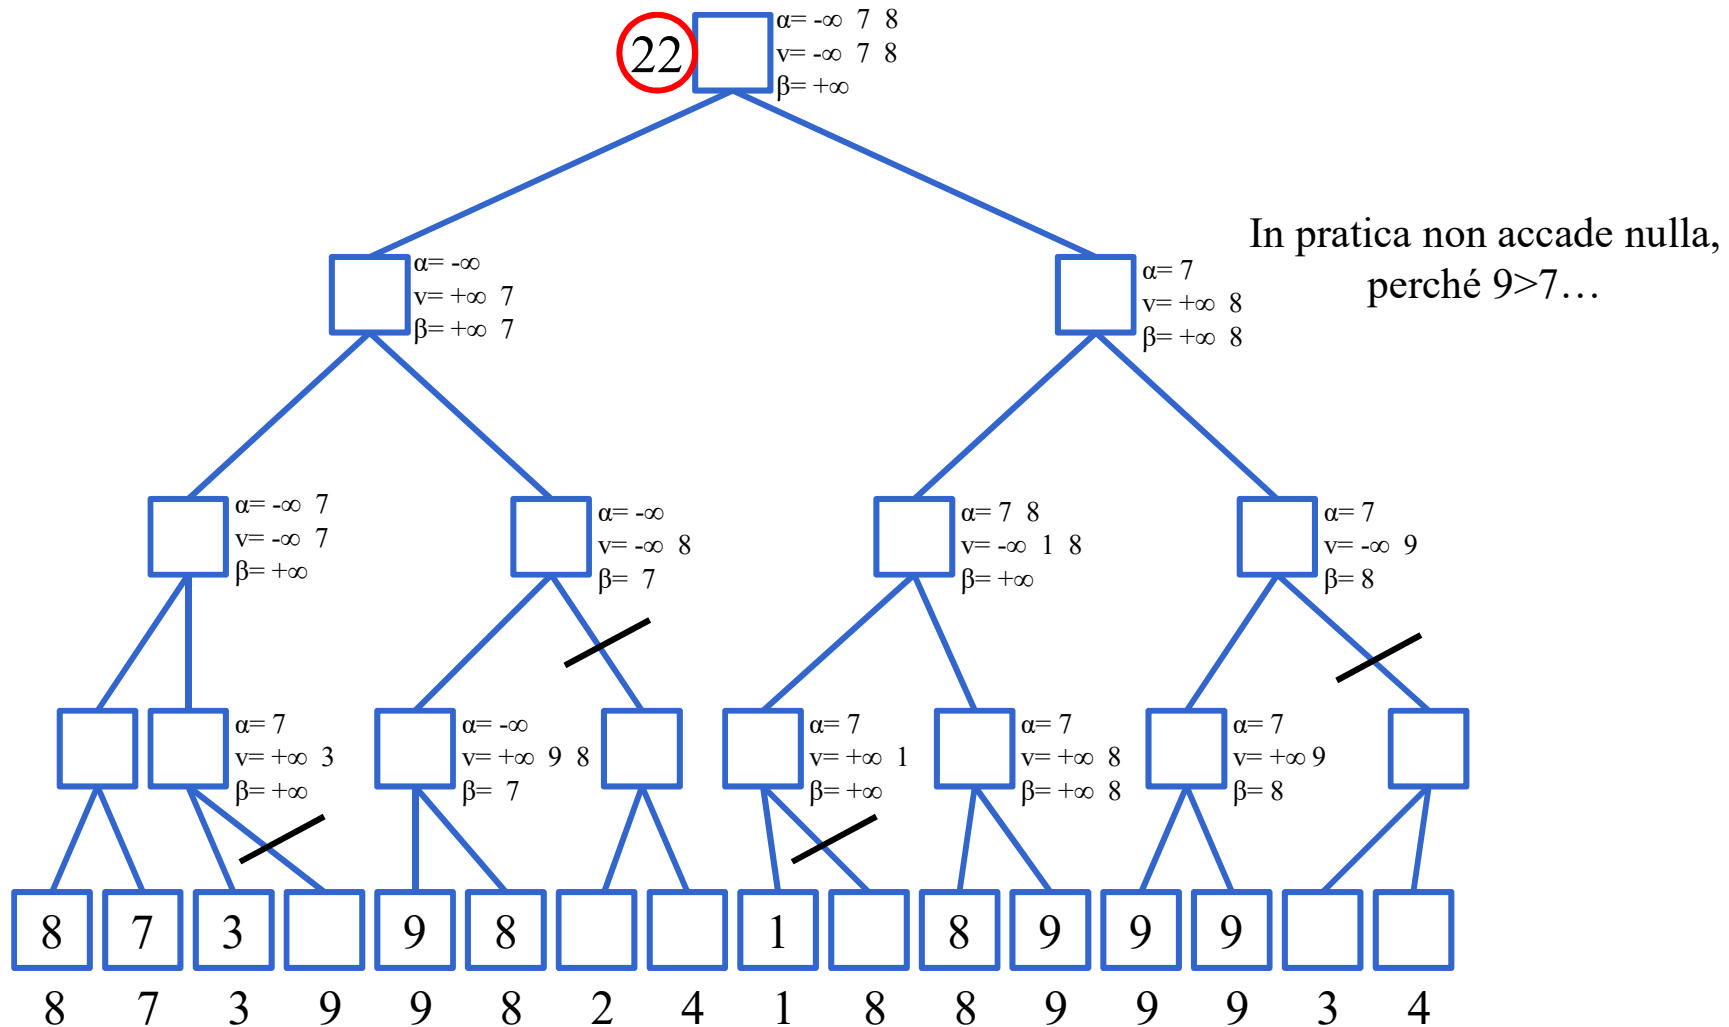 22
α= -∞ 7 8
v= -∞ 7 8
β= +∞
In pratica non accade nulla,
perché 9>7…
α= -∞
v= +∞ 7
β= +∞ 7
α= 7
v= +∞ 8
β= +∞ 8
α= -∞ 7
v= -∞ 7
β= +∞
α= -∞
v= -∞ 8
β= 7
α= 7 8
v= -∞ 1 8
β= +∞
α= 7
v= -∞ 9
β= 8
α= 7
v= +∞ 3
β= +∞
α= -∞
v= +∞ 9 8
β= 7
α= 7
v= +∞ 1
β= +∞
α= 7
v= +∞ 8
β= +∞ 8
α= 7
v= +∞ 9
β= 8
8 7 3 9 8 1 8 9 9 9
8 7 3 9 9 8 2 4 1 8 8 9 9 9 3 4